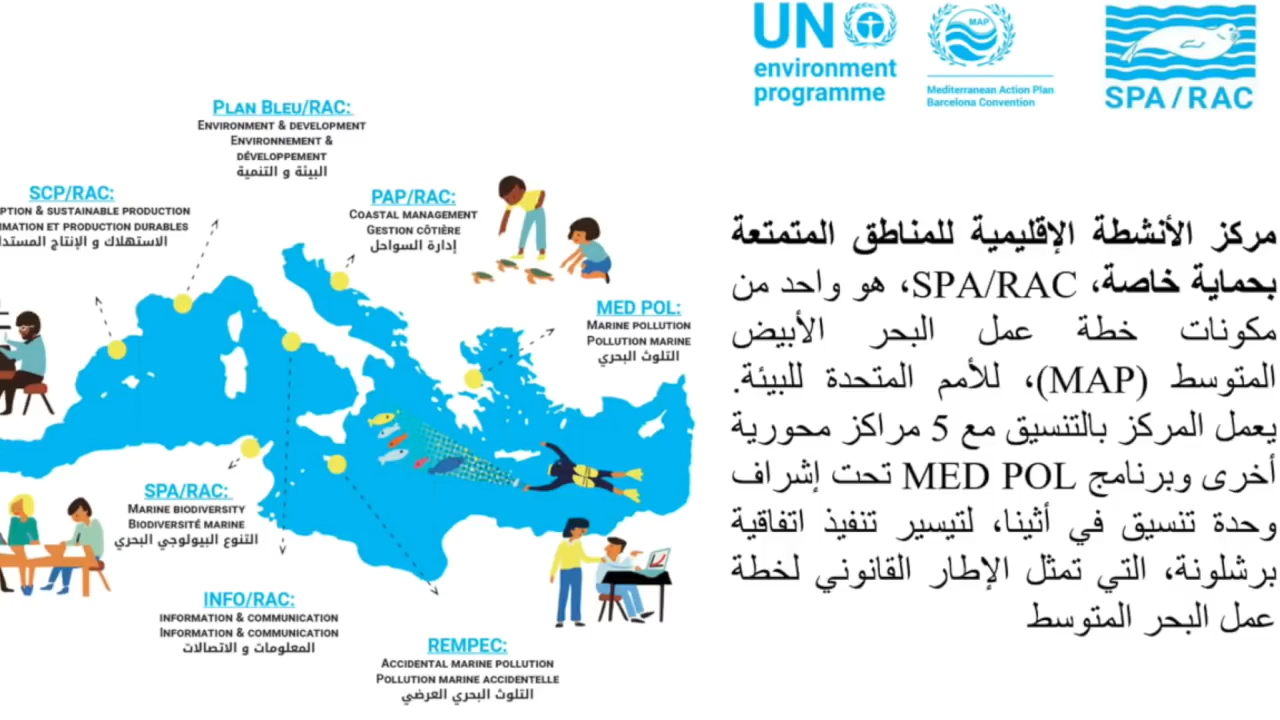 UN
environment
programme
MAP
Mediterranean Action Plan
Barcelona Convention
SPA/RAC
PLAN BLEU/RAC:
ENVIRONMENT & DEVELOPMENT
ENVIRONNEMENT &
DÉVELOPPEMENT
البيئة و التنمية
SCP/RAC:
& SUSTAINABLE PRODUCTION
ET PRODUCTION DURABLES
الاستهلاك و الإنتاج
PAP/RAC:
COASTAL MANAGEMENT
GESTION CÔTIÈRE
إدارة السواحل
MED POL:
MARINE POLLUTION
POLLUTION MARINE
التلوث البحري
SPA/RAC:
MARINE BIODIVERSITY
BIODIVERSITÉ MARINE
التنوع البيولوجي البحري
INFO/RAC:
INFORMATION & COMMUNICATION
INFORMATION & COMMUNICATION
المعلومات و الاتصالات
REMPEC:
ACCIDENTAL MARINE POLLUTION
POLLUTION MARINE ACCIDENTELLE
التلوث البحري العرضي
مركز الأنشطة الإقليمية للمناطق المتمتعة
بحماية خاصة، SPA/RAC، هو واحد من
مكونات خطة عمل البحر الأبيض
المتوسط (MAP)، للأمم المتحدة للبيئة.
يعمل المركز بالتنسيق مع 5 مراكز محورية
أخرى وبرنامج MED POL تحت إشراف
وحدة تنسيق في أثينا، لتيسير تنفيذ اتفاقية
برشلونة، التي تمثل الإطار القانوني لخطة
عمل البحر المتوسط